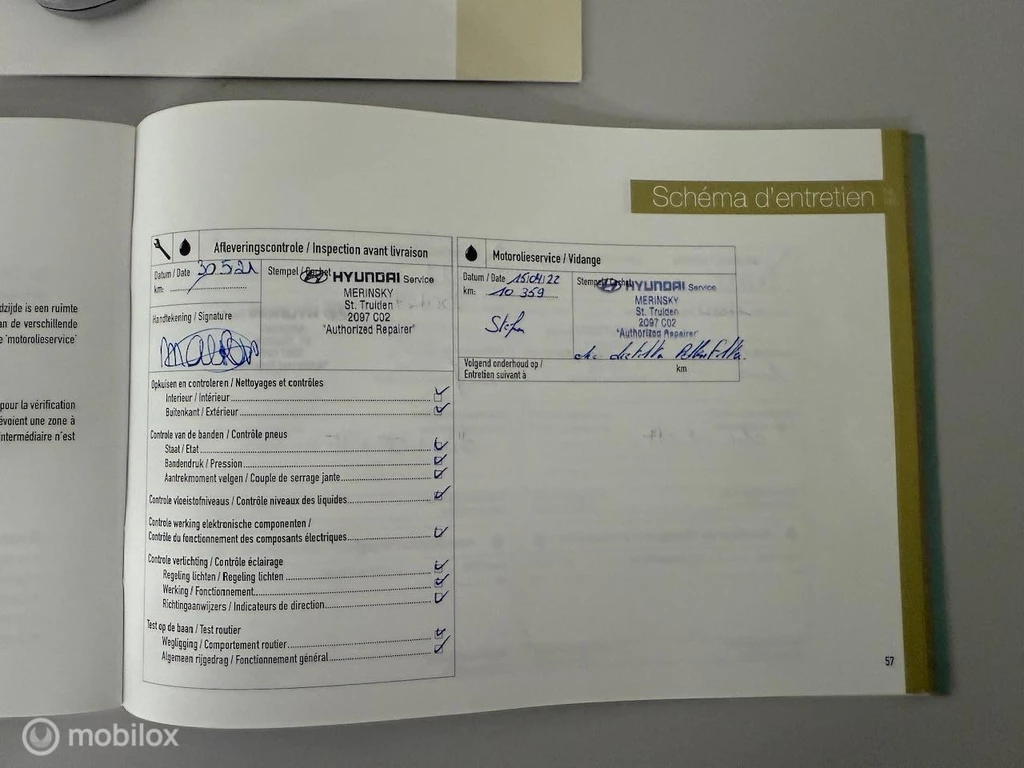 Schéma d'entretien
dzijde is een ruimte
an de verschillende
e 'motorolieservice'
pour la vérification
évoient une zone à
intermédiaire n'est
Afleveringscontrole / Inspection avant livraison
Datum / Date 30.5.21
km:
Stempel / Cachet
HYUNDAI Service
MERINSKY
St. Truiden
2097 C02
"Authorized Repairer"
Handtekening / Signature
Opkuisen en controleren / Nettoyages et contrôles
Interieur / Intérieur
Buitenkant / Extérieur
Controle van de banden / Contrôle pneus
Staat / Etat
Bandendruk / Pression
Aantrekmoment velgen / Couple de serrage jante
Controle vloeistofniveaus / Contrôle niveaux des liquides
Controle werking elektronische componenten /
Contrôle du fonctionnement des composants électriques
Controle verlichting / Contrôle éclairage
Regeling lichten / Regeling lichten
Werking / Fonctionnement
Richtingaanwijzers / Indicateurs de direction
Test op de baan / Test routier
Wegligging / Comportement routier
Algemeen rijgedrag / Fonctionnement général
Motorolieservice / Vidange
Datum / Date 15/04/22
km: 10 359
Stempel / Cachet
HYUNDAI Service
MERINSKY
St. Truiden
2097 C02
"Authorized Repairer"
Stefan
Volgend onderhoud op /
Entretien suivant à
km
57
mobilox